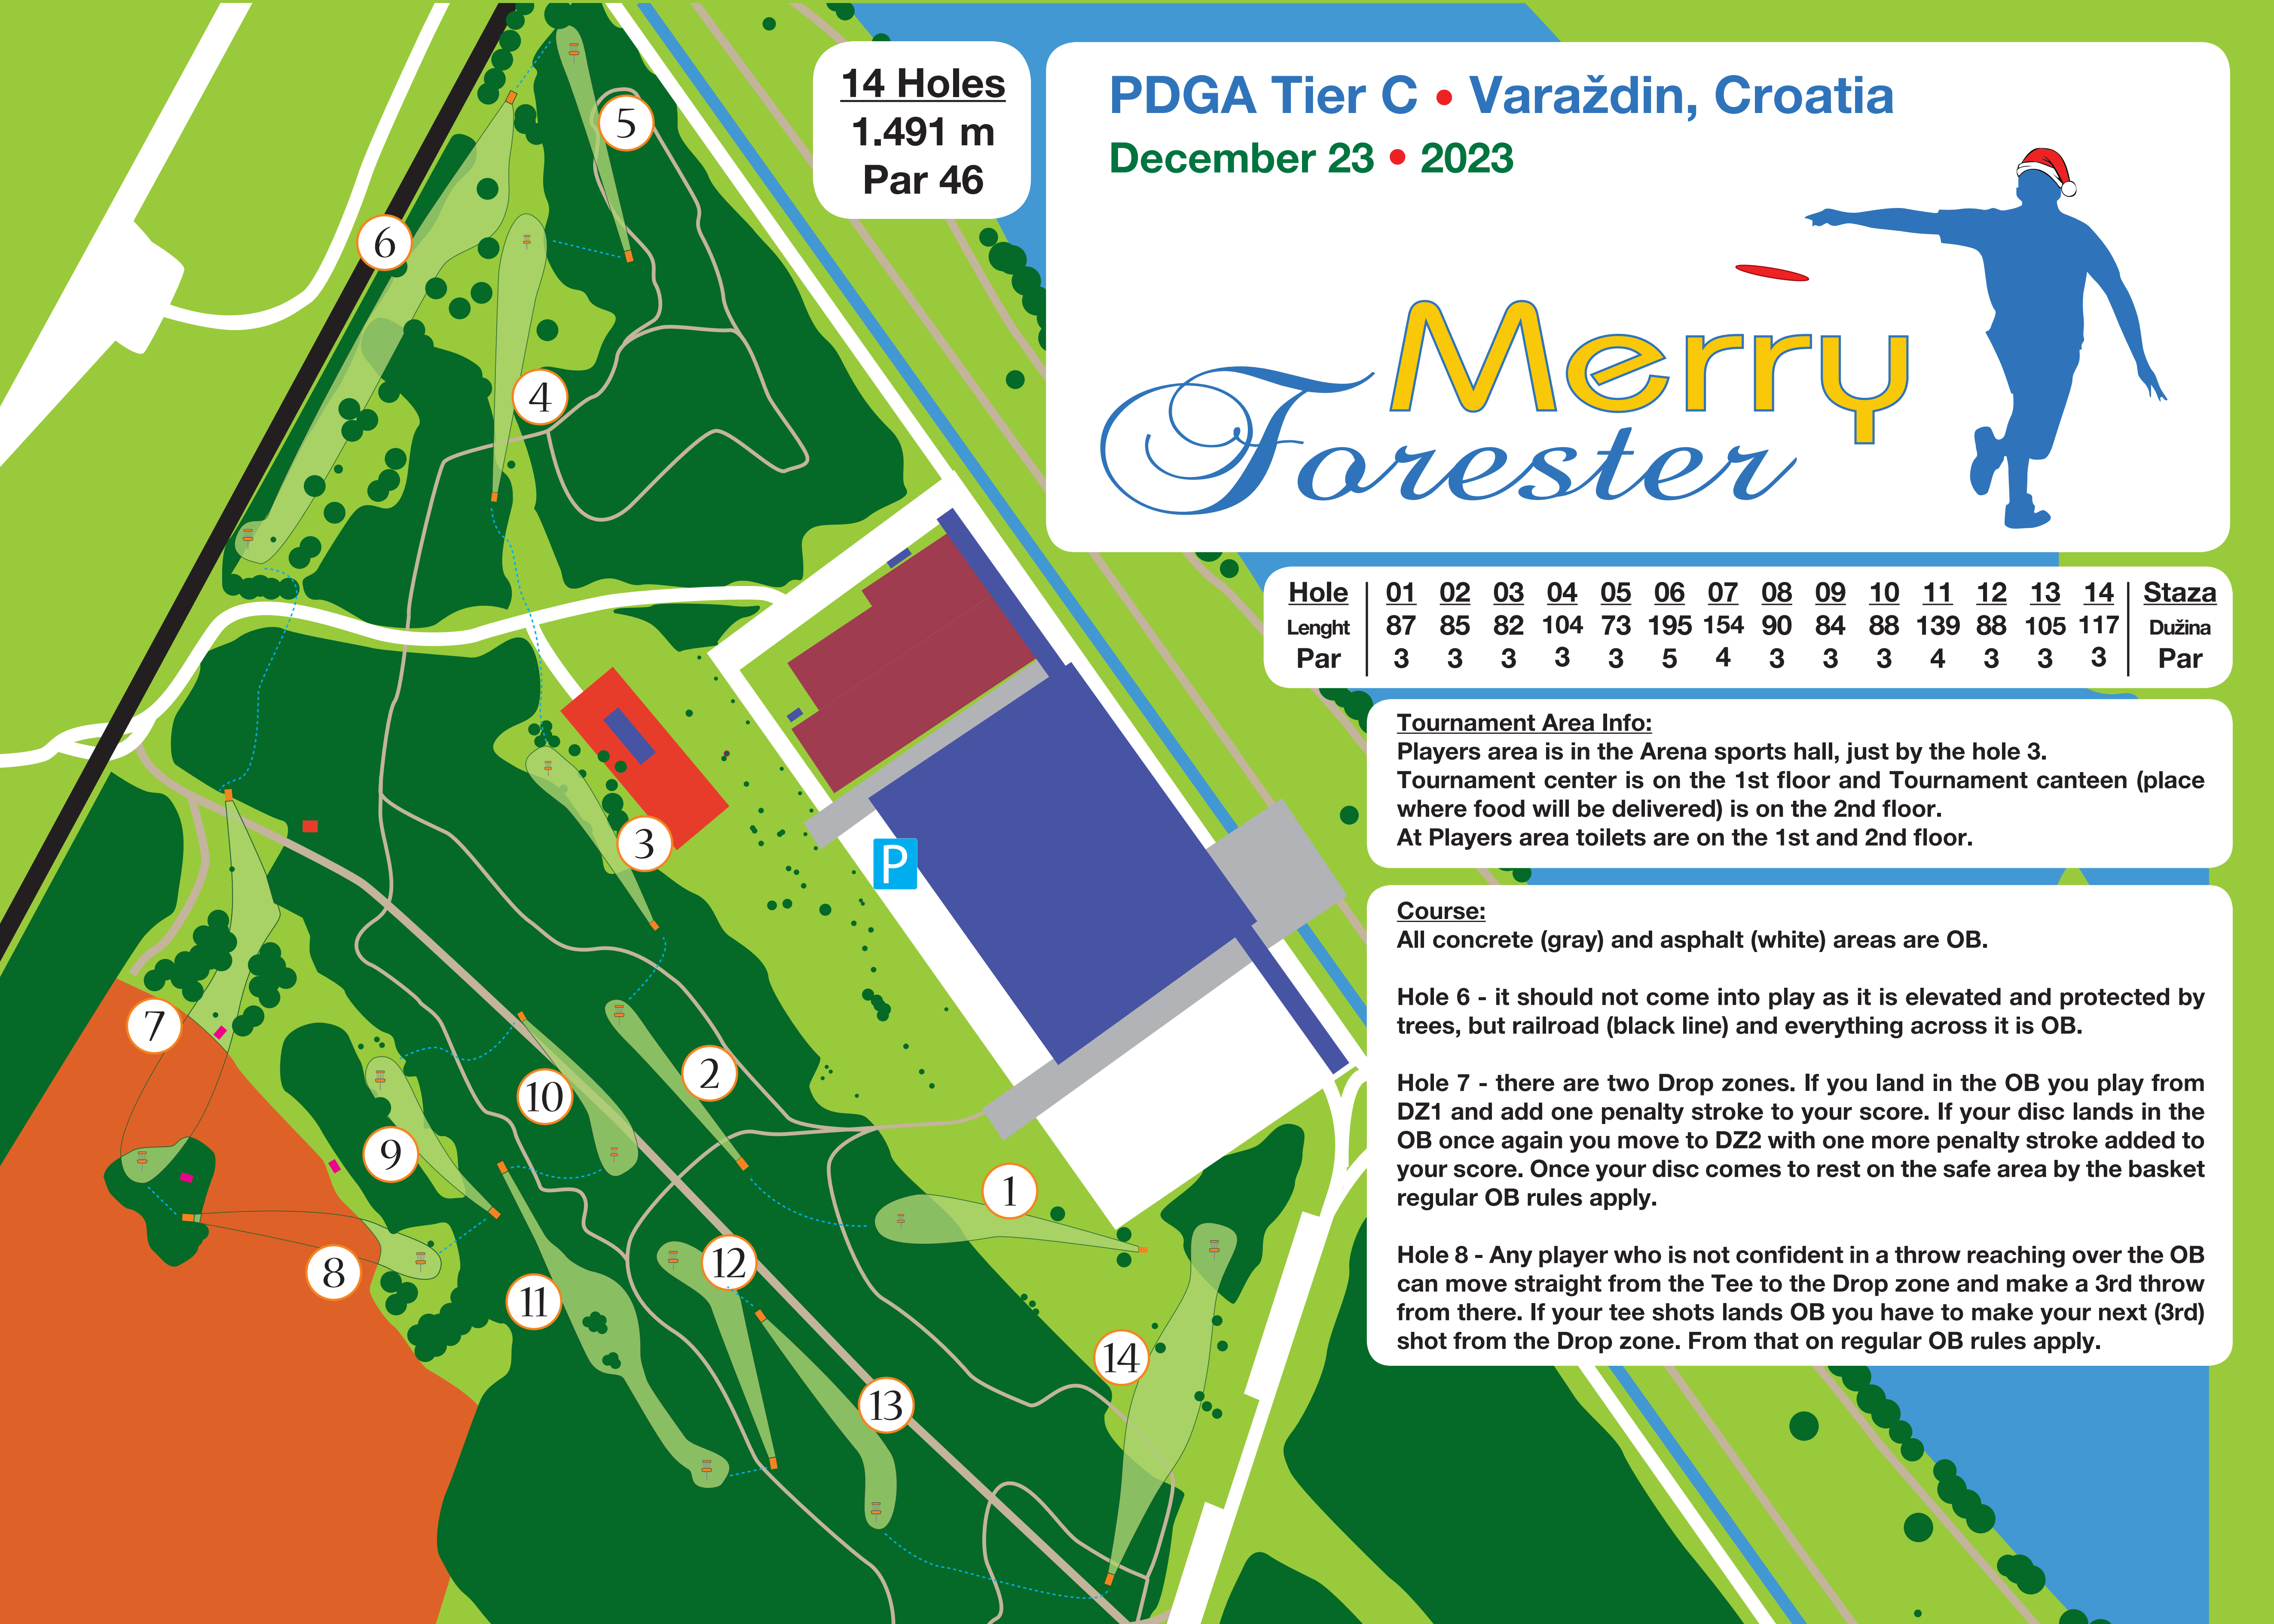 14 Holes
1.491 m
Par 46
PDGA Tier C • Varaždin, Croatia
December 23 • 2023
Merry
Forester
Hole | 01 02 03 04 05 06 07 08 09 10 11 12 13 14 | Staza
Lenght | 87 85 82 104 73 195 154 90 84 88 139 88 105 117 | Dužina
Par | 3 3 3 3 3 5 4 3 3 3 4 3 3 3 | Par
Tournament Area Info:
Players area is in the Arena sports hall, just by the hole 3.
Tournament center is on the 1st floor and Tournament canteen (place
where food will be delivered) is on the 2nd floor.
At Players area toilets are on the 1st and 2nd floor.
Course:
All concrete (gray) and asphalt (white) areas are OB.
Hole 6 - it should not come into play as it is elevated and protected by
trees, but railroad (black line) and everything across it is OB.
Hole 7 - there are two Drop zones. If you land in the OB you play from
DZ1 and add one penalty stroke to your score. If your disc lands in the
OB once again you move to DZ2 with one more penalty stroke added to
your score. Once your disc comes to rest on the safe area by the basket
regular OB rules apply.
Hole 8 - Any player who is not confident in a throw reaching over the OB
can move straight from the Tee to the Drop zone and make a 3rd throw
from there. If your tee shots lands OB you have to make your next (3rd)
shot from the Drop zone. From that on regular OB rules apply.
5
6
4
3
P
7
2
10
9
1
8
12
11
14
13